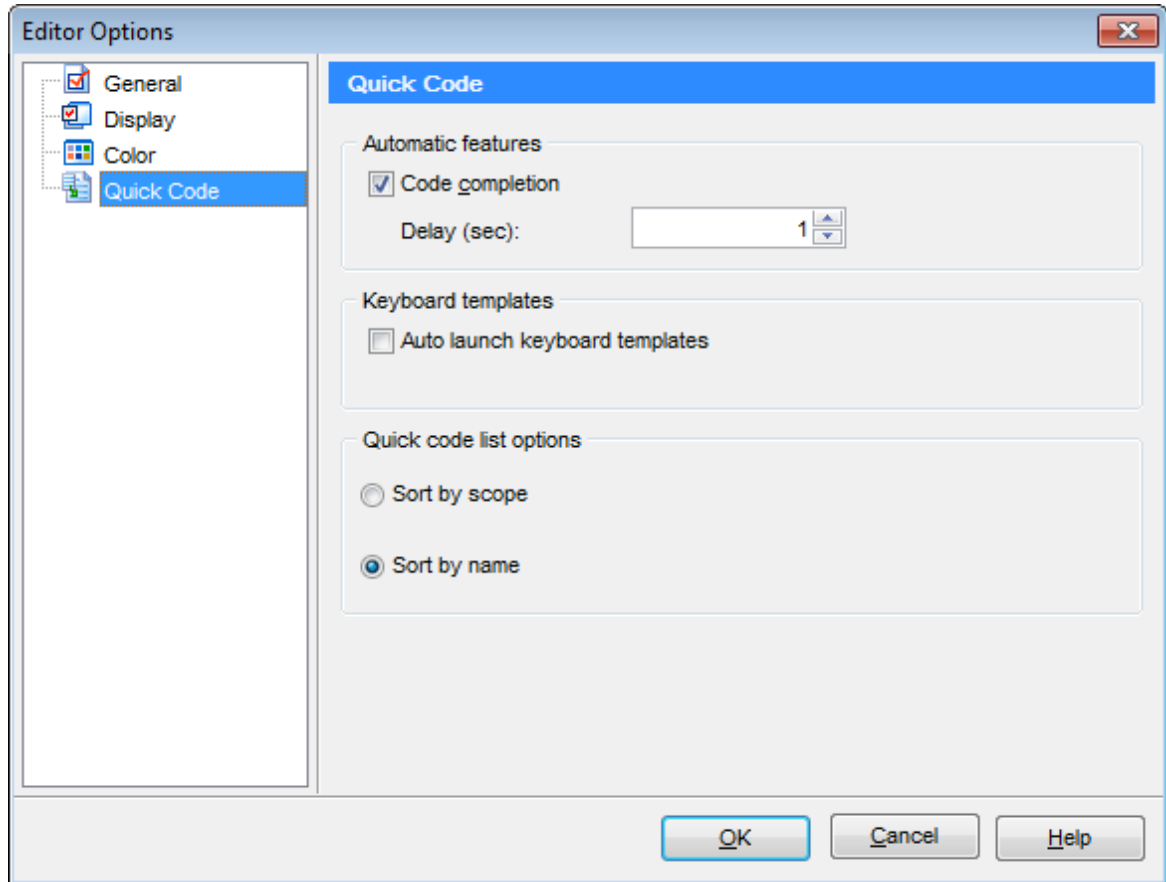 Editor Options
General
Display
Color
Quick Code
Quick Code
Automatic features
Code completion
Delay (sec): 1
Keyboard templates
Auto launch keyboard templates
Quick code list options
Sort by scope
Sort by name
OK Cancel Help